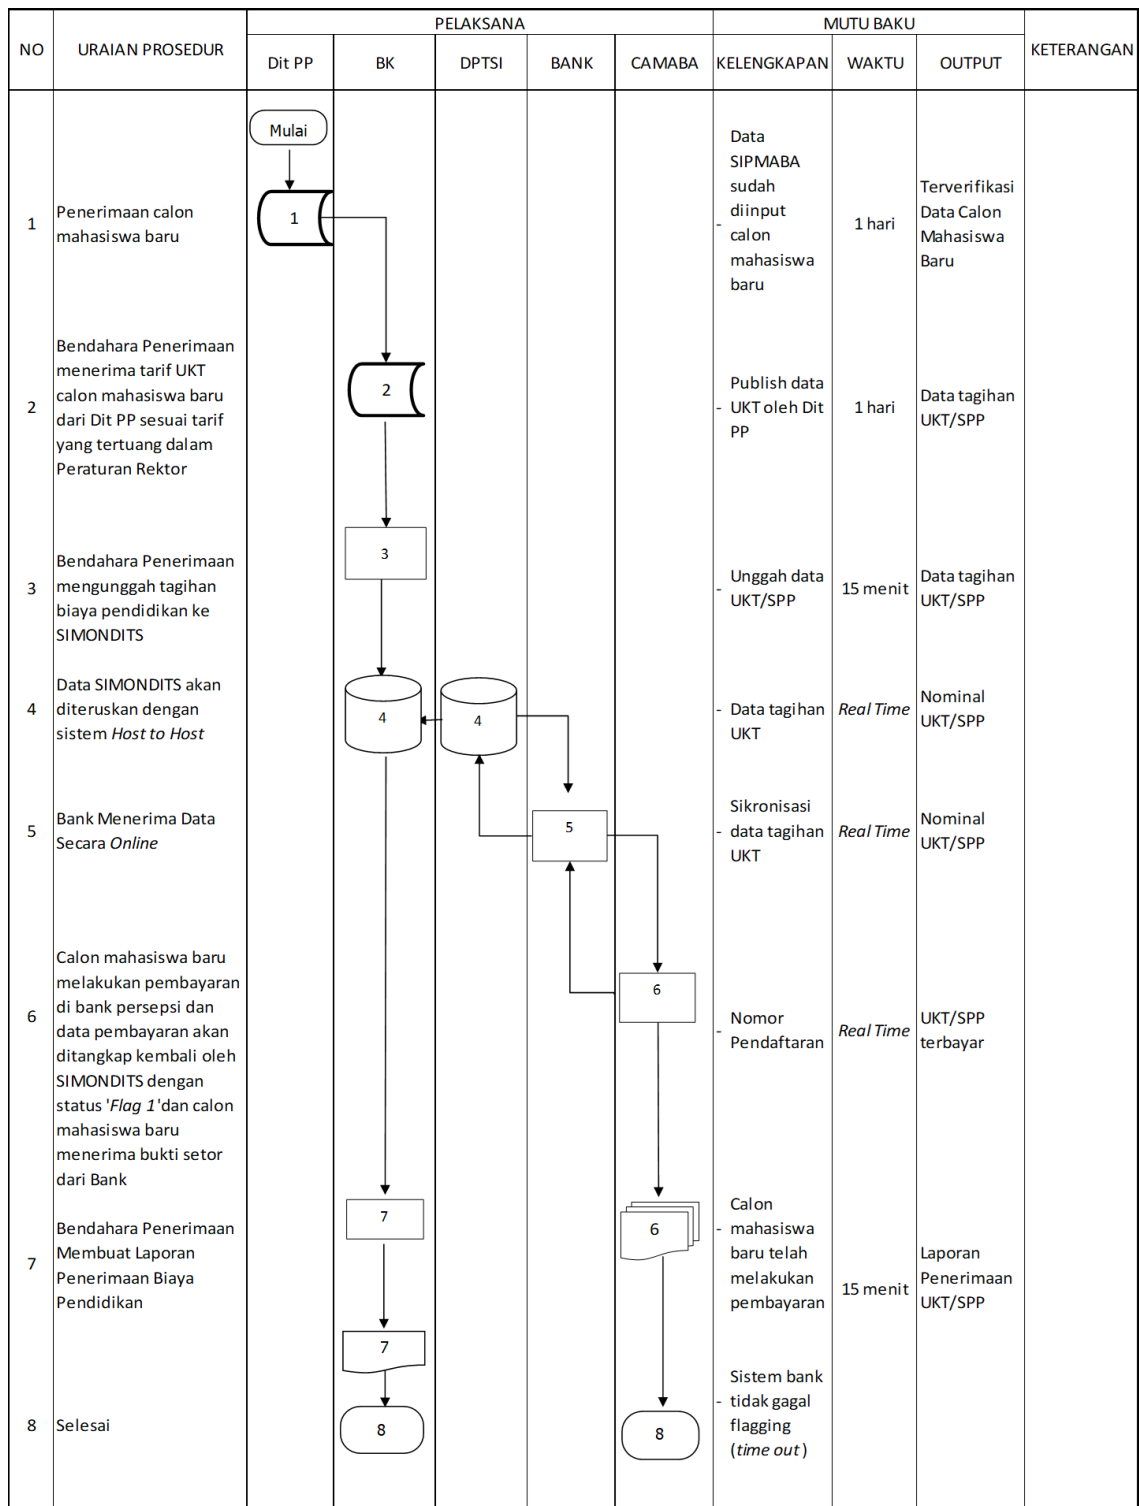 NO
URAIAN PROSEDUR
PELAKSANA
MUTU BAKU
KETERANGAN
Dit PP
BK
DPTSI
BANK
CAMABA
KELENGKAPAN
WAKTU
OUTPUT
Mulai
1
Penerimaan calon
mahasiswa baru
1
-
Data
SIPMABA
sudah
diinput
calon
mahasiswa
baru
1 hari
Terverifikasi
Data Calon
Mahasiswa
Baru
2
Bendahara Penerimaan
menerima tarif UKT
calon mahasiswa baru
dari Dit PP sesuai tarif
yang tertuang dalam
Peraturan Rektor
2
-
Publish data
UKT oleh Dit
PP
1 hari
Data tagihan
UKT/SPP
3
Bendahara Penerimaan
mengunggah tagihan
biaya pendidikan ke
SIMONDITS
3
-
Unggah data
UKT/SPP
15 menit
Data tagihan
UKT/SPP
4
Data SIMONDITS akan
diteruskan dengan
sistem Host to Host
4
4
- Data tagihan
UKT
Real Time
Nominal
UKT/SPP
5
Bank Menerima Data
Secara Online
5
-
Sikronisasi
data tagihan
UKT
Real Time
Nominal
UKT/SPP
6
Calon mahasiswa baru
melakukan pembayaran
di bank persepsi dan
data pembayaran akan
ditangkap kembali oleh
SIMONDITS dengan
status 'Flag 1'dan calon
mahasiswa baru
menerima bukti setor
dari Bank
6
-
Nomor
Pendaftaran
Real Time
UKT/SPP
terbayar
7
Bendahara Penerimaan
Membuat Laporan
Penerimaan Biaya
Pendidikan
7
6
-
Calon
mahasiswa
baru telah
melakukan
pembayaran
15 menit
Laporan
Penerimaan
UKT/SPP
7
8
Selesai
8
8
-
Sistem bank
tidak gagal
flagging
(time out)